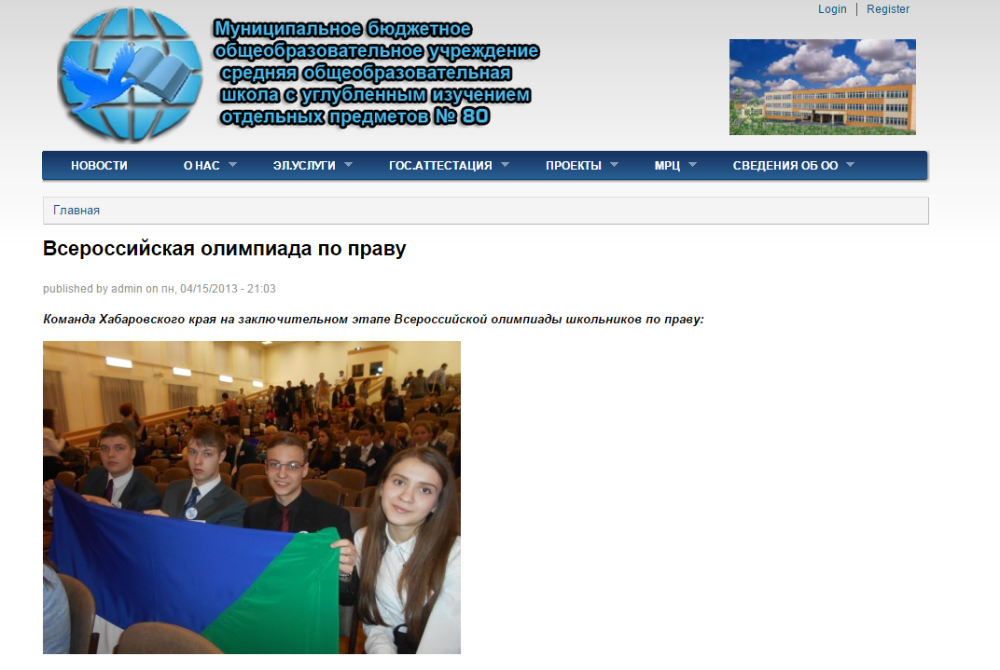 Login | Register
Муниципальное бюджетное
общеобразовательное учреждение
средняя общеобразовательная
школа с углубленным изучением
отдельных предметов № 80
НОВОСТИ О НАС ЭЛ.УСЛУГИ ГОС.АТТЕСТАЦИЯ ПРОЕКТЫ МРЦ СВЕДЕНИЯ ОБ ОО
Главная
Всероссийская олимпиада по праву
published by admin on пн, 04/15/2013 - 21:03
Команда Хабаровского края на заключительном этапе Всероссийской олимпиады школьников по праву: